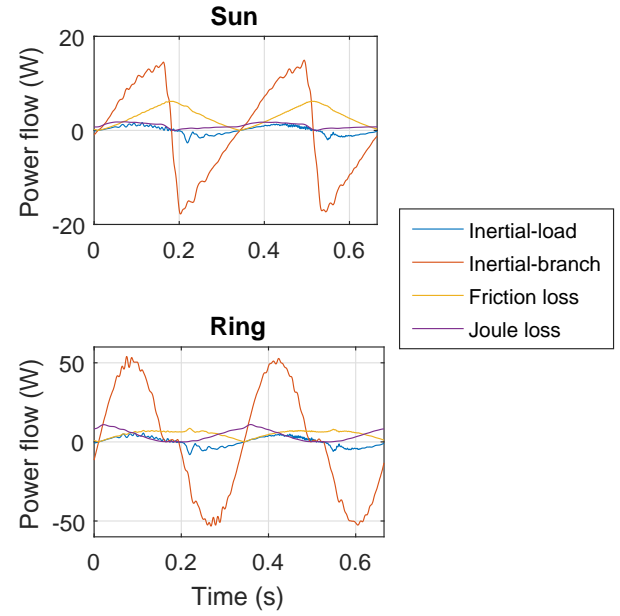 Sun
Power flow (W)
20
0
-20
0
0.2
0.4
0.6
Inertial-load
Inertial-branch
Friction loss
Joule loss
Ring
Power flow (W)
50
0
-50
0
0.2
0.4
0.6
Time (s)